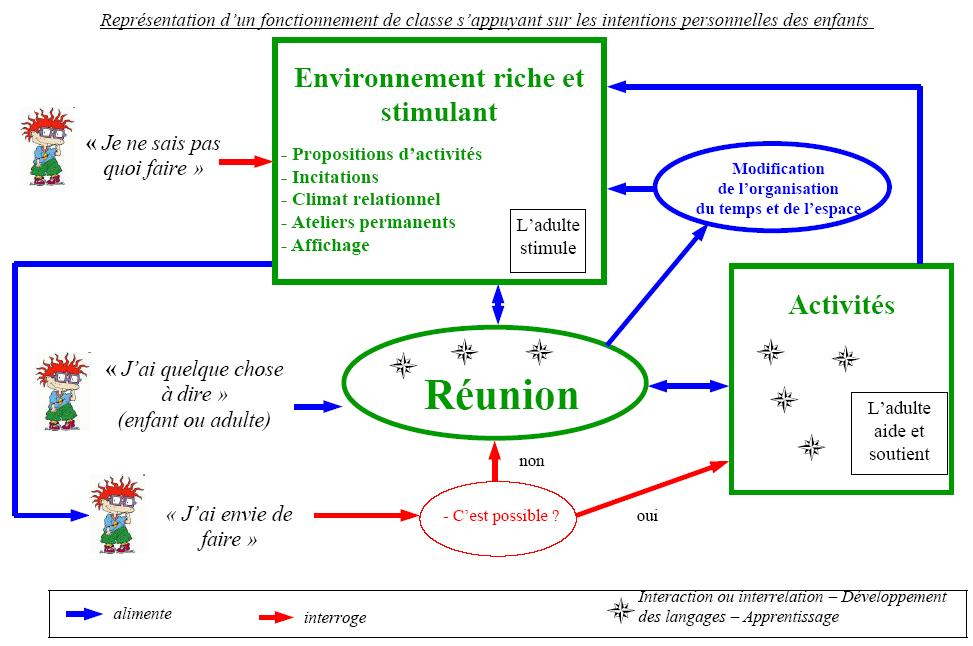 Représentation d’un fonctionnement de classe s’appuyant sur les intentions personnelles des enfants
Environnement riche et
stimulant
- Propositions d’activités
- Incitations
- Climat relationnel
- Ateliers permanents
- Affichage
L’adulte
stimule
« Je ne sais pas
quoi faire »
Modification
de l’organisation
du temps et de l’espace
Activités
L’adulte
aide et
soutient
« J’ai quelque chose
à dire »
(enfant ou adulte)
Réunion
non
« J’ai envie de
faire »
- C’est possible ?
oui
alimente
interroge
Interaction ou interrelation – Développement
des langages – Apprentissage